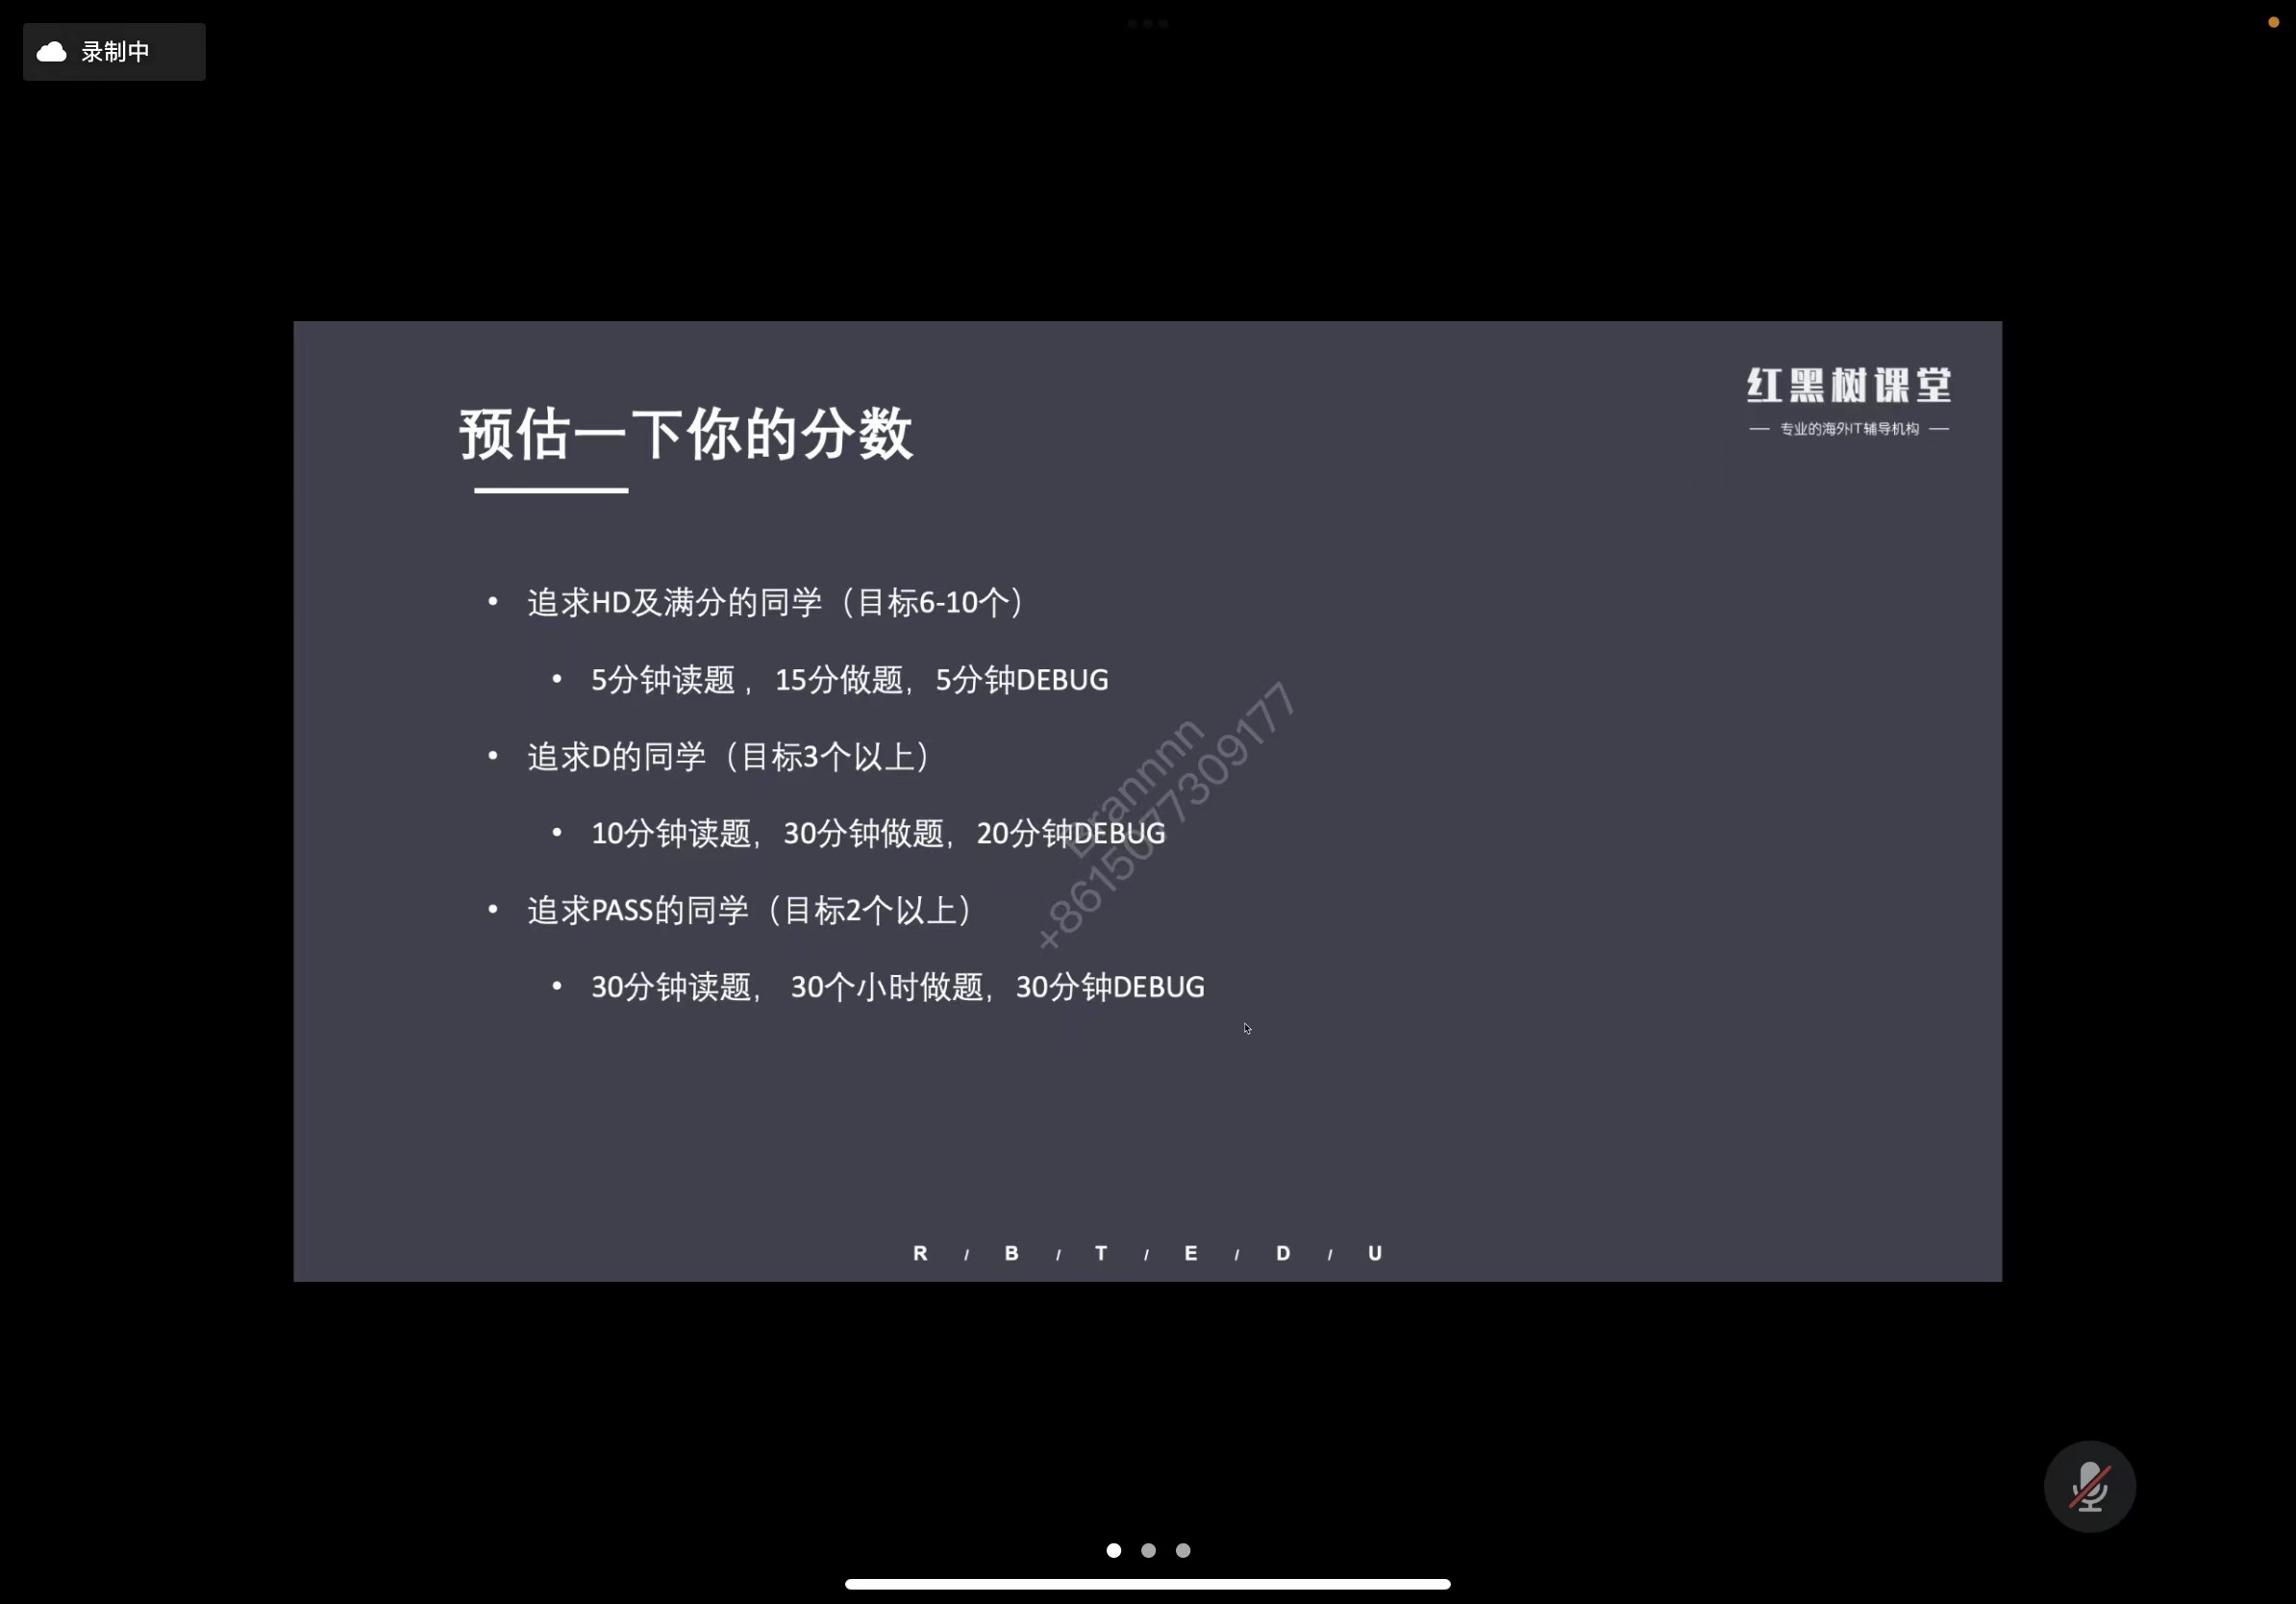 录制中
红黑树课堂
专业的海外IT辅导机构
预估一下你的分数
• 追求HD及满分的同学（目标6-10个）
• 5分钟读题，15分做题，5分钟DEBUG
• 追求D的同学（目标3个以上）
• 10分钟读题，30分钟做题，20分钟DEBUG
• 追求PASS的同学（目标2个以上）
• 30分钟读题， 30个小时做题，30分钟DEBUG
+8615077309177
R / B / T / E / D / U